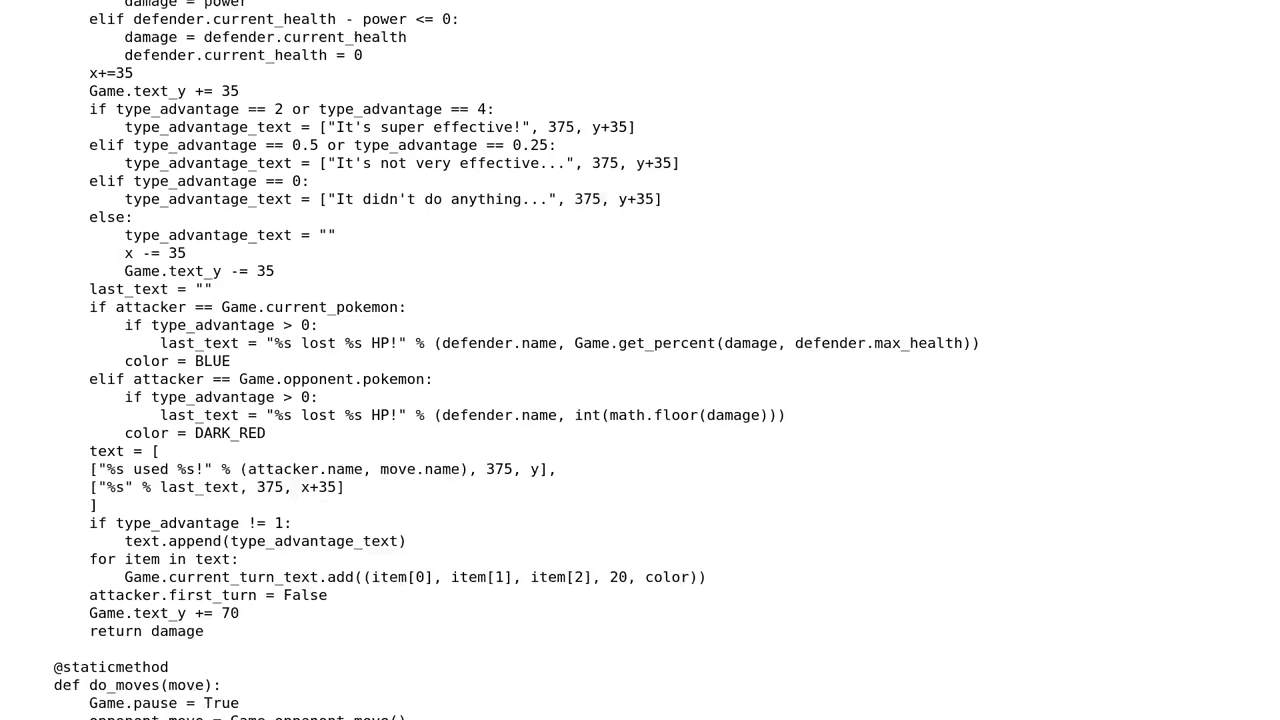 damage = power
elif defender.current_health - power <= 0:
damage = defender.current_health
defender.current_health = 0
x+=35
Game.text_y += 35
if type_advantage == 2 or type_advantage == 4:
type_advantage_text = ["It's super effective!", 375, y+35]
elif type_advantage == 0.5 or type_advantage == 0.25:
type_advantage_text = ["It's not very effective...", 375, y+35]
elif type_advantage == 0:
type_advantage_text = ["It didn't do anything...", 375, y+35]
else:
type_advantage_text = ""
x -= 35
Game.text_y -= 35
last_text = ""
if attacker == Game.current_pokemon:
if type_advantage > 0:
last_text = "%s lost %s HP!" % (defender.name, Game.get_percent(damage, defender.max_health))
color = BLUE
elif attacker == Game.opponent.pokemon:
if type_advantage > 0:
last_text = "%s lost %s HP!" % (defender.name, int(math.floor(damage)))
color = DARK_RED
text = [
["%s used %s!" % (attacker.name, move.name), 375, y],
["%s" % last_text, 375, x+35]
]
if type_advantage != 1:
text.append(type_advantage_text)
for item in text:
Game.current_turn_text.add((item[0], item[1], item[2], 20, color))
attacker.first_turn = False
Game.text_y += 70
return damage
@staticmethod
def do_moves(move):
Game.pause = True
opponent_move = Game.opponent_move()